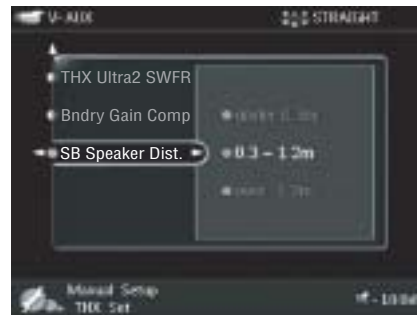 V-AUX
STRAIGHT
THX Ultra2 SWFR
Bndry Gain Comp
SB Speaker Dist.
0.3 – 1.2m
Manual Setup
THX Set